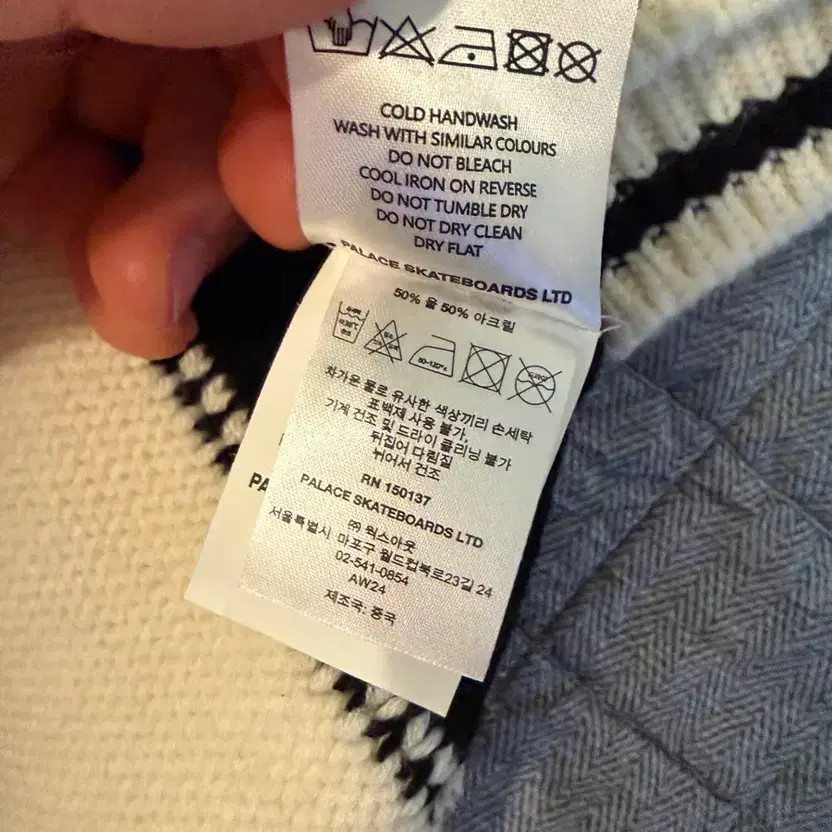 COLD HANDWASH
WASH WITH SIMILAR COLOURS
DO NOT BLEACH
COOL IRON ON REVERSE
DO NOT TUMBLE DRY
DO NOT DRY CLEAN
DRY FLAT
PALACE SKATEBOARDS LTD
50% 울 50% 아크릴
차가운 물로 유사한 색상끼리 손세탁
표백제 사용 불가,
기계 건조 및 드라이 클리닝 불가
뒤집어 다림질
뉘어서 건조
RN 150137
PALACE SKATEBOARDS LTD
㈜ 웍스아웃
서울특별시 마포구 월드컵북로23길 24
02-541-0854
AW24
제조국: 중국
PA